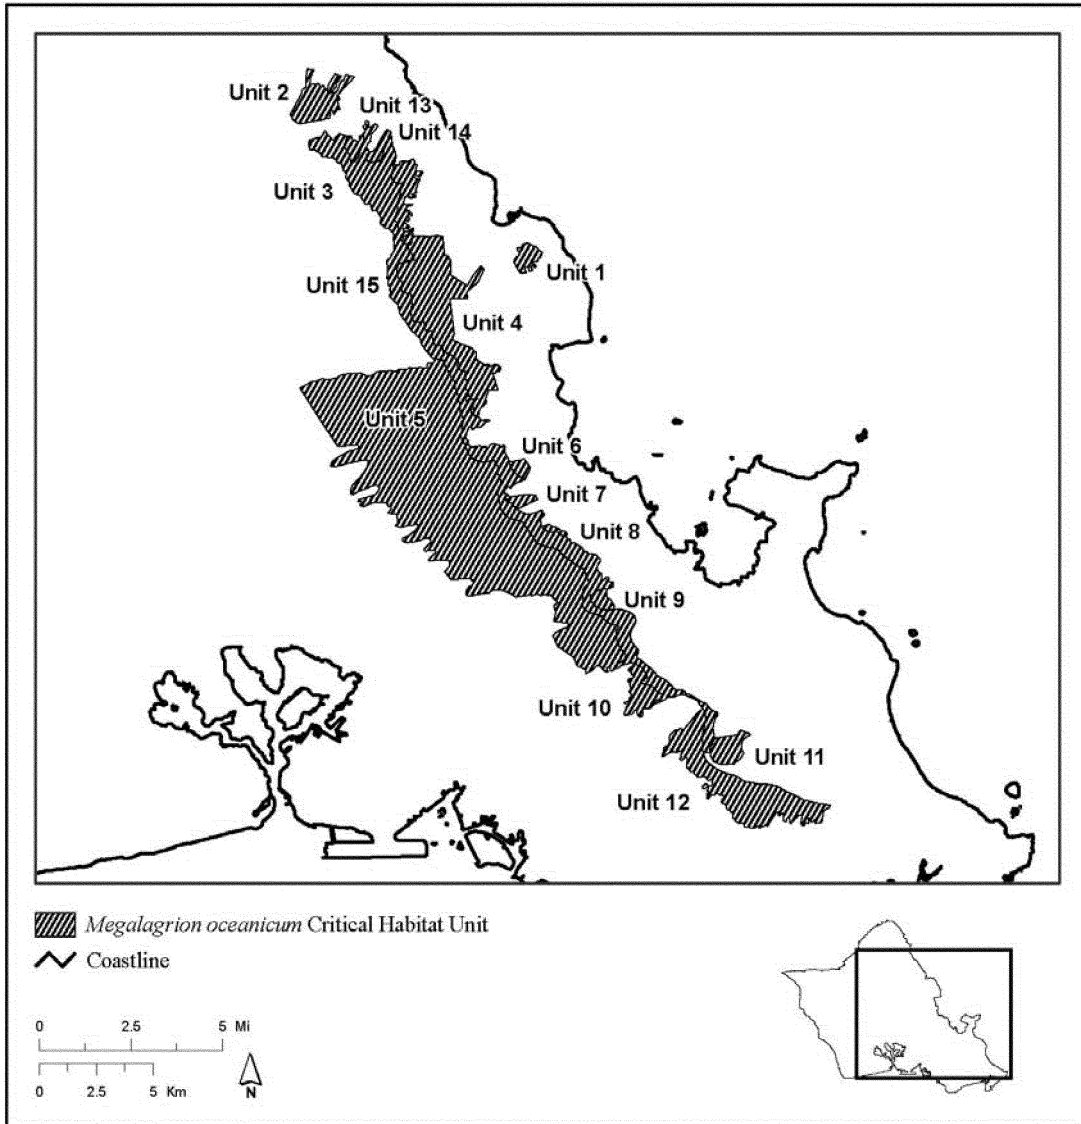 Unit 2
Unit 13
Unit 14
Unit 3
Unit 1
Unit 15
Unit 4
Unit 5
Unit 6
Unit 7
Unit 8
Unit 9
Unit 10
Unit 11
Unit 12
Megalagrion oceanicum Critical Habitat Unit
Coastline
0 2.5 5 Mi
0 2.5 5 Km
N